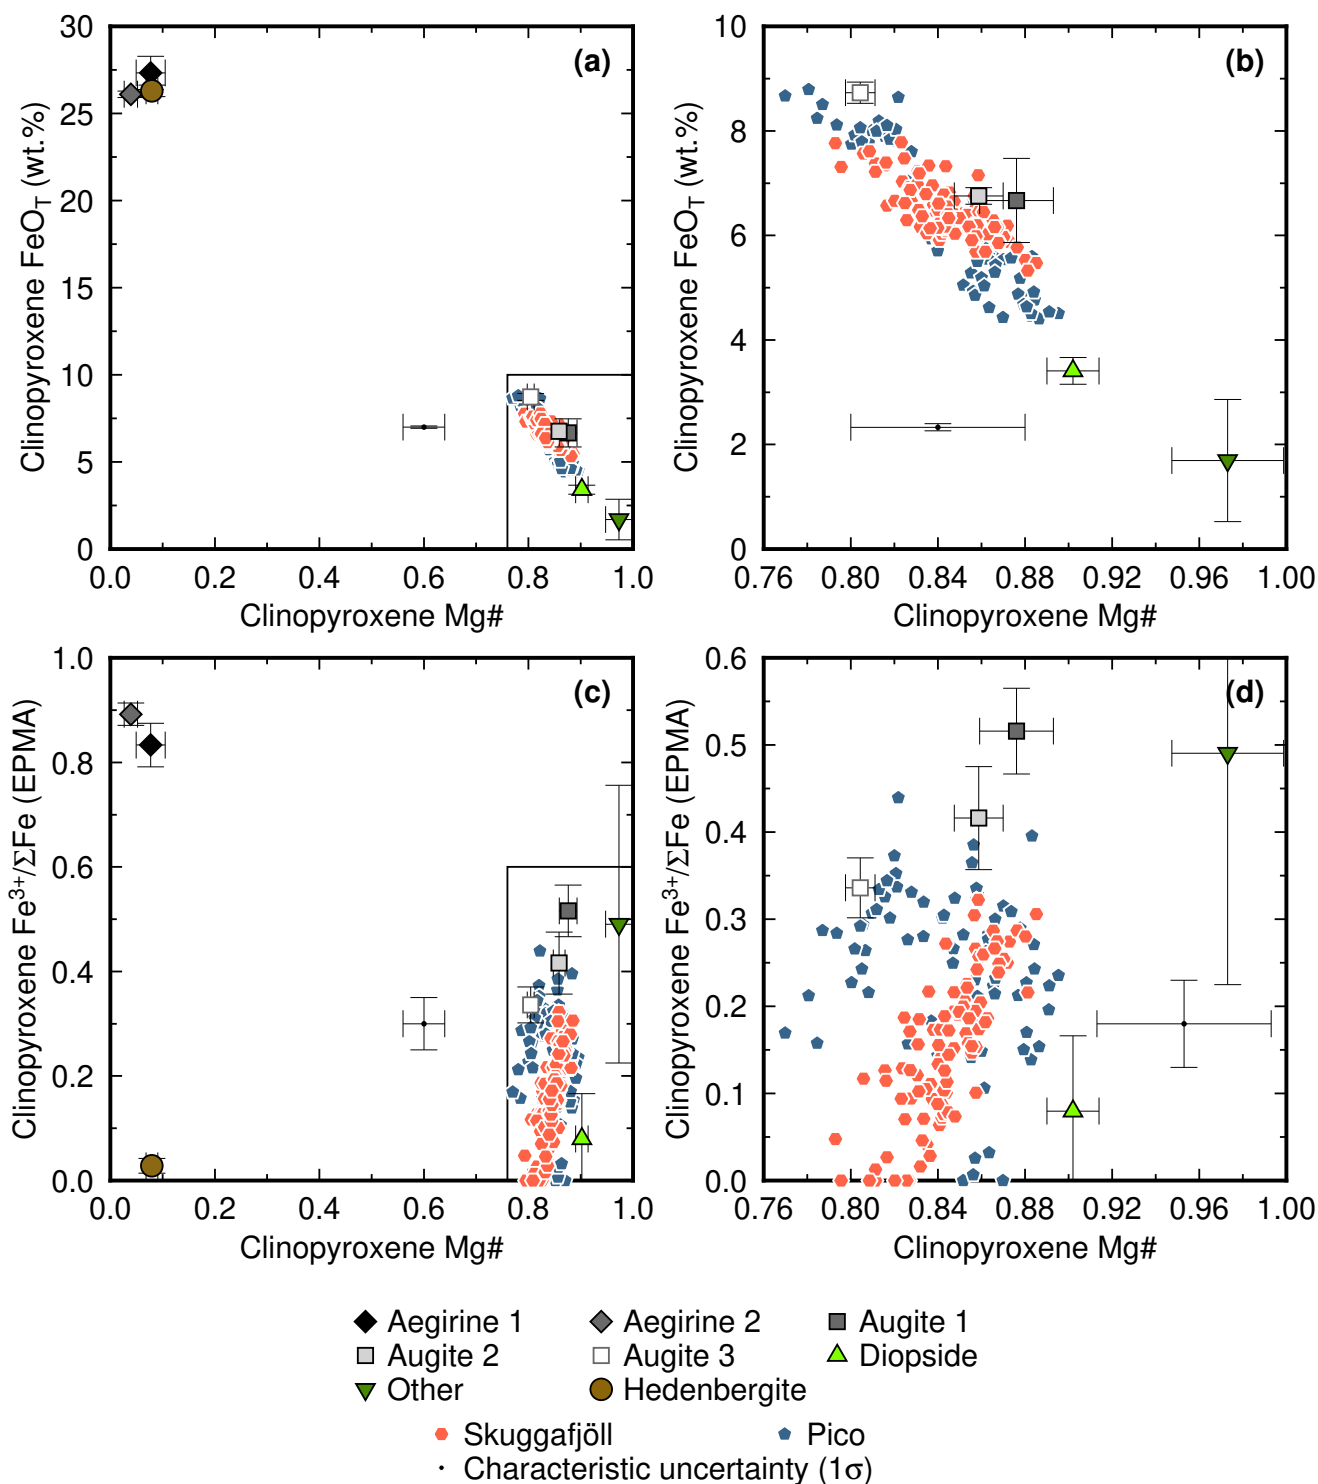 (a)
Clinopyroxene FeO_T (wt.%)
30
25
20
15
10
5
0
0.0 0.2 0.4 0.6 0.8 1.0
Clinopyroxene Mg#
(b)
Clinopyroxene FeO_T (wt.%)
10
8
6
4
2
0
0.76 0.80 0.84 0.88 0.92 0.96 1.00
Clinopyroxene Mg#
(c)
Clinopyroxene Fe³⁺/ΣFe (EPMA)
1.0
0.8
0.6
0.4
0.2
0.0
0.0 0.2 0.4 0.6 0.8 1.0
Clinopyroxene Mg#
(d)
Clinopyroxene Fe³⁺/ΣFe (EPMA)
0.6
0.5
0.4
0.3
0.2
0.1
0.0
0.76 0.80 0.84 0.88 0.92 0.96 1.00
Clinopyroxene Mg#
Aegirine 1 Aegirine 2 Augite 1
Augite 2 Augite 3 Diopside
Other Hedenbergite
Skuggafjöll Pico
Characteristic uncertainty (1σ)